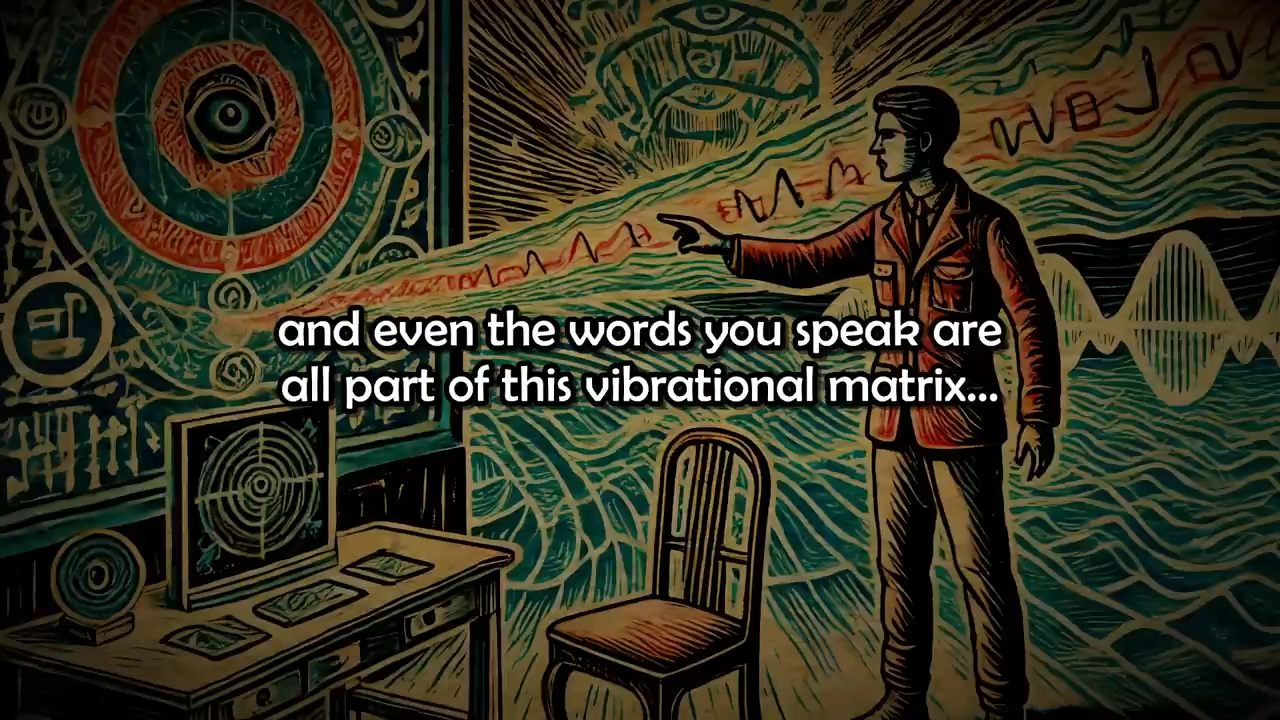 and even the words you speak are
all part of this vibrational matrix...